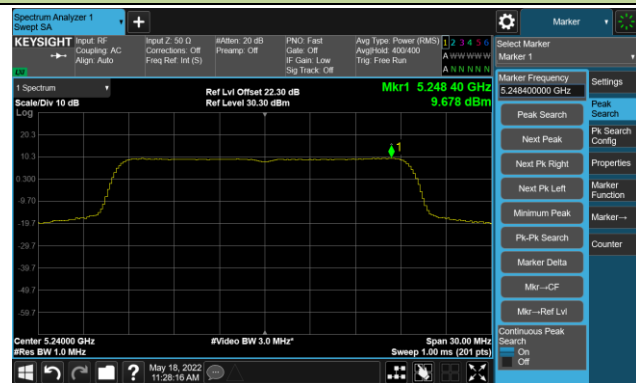 Spectrum Analyzer 1
Swept SA
Marker
KEYSIGHT
Input: RF
Coupling: AC
Align: Auto
Input Z: 50 Ω
Corrections: Off
Freq Ref: Int (S)
#Atten: 20 dB
Preamp: Off
PNO: Fast
Gate: Off
IF Gain: Low
Sig Track: Off
Avg Type: Power (RMS)
Avg|Hold: 400/400
Trig: Free Run
1 2 3 4 5 6
A W W W W W
A N N N N N
LXI
Select Marker
Marker 1
1 Spectrum
Scale/Div 10 dB
Log
Ref Lvl Offset 22.30 dB
Ref Level 30.30 dBm
Mkr1 5.248 40 GHz
9.678 dBm
1
20.3
10.3
0.300
-9.70
-19.7
-29.7
-39.7
-49.7
-59.7
Center 5.24000 GHz
#Res BW 1.0 MHz
#Video BW 3.0 MHz*
Span 30.00 MHz
Sweep 1.00 ms (201 pts)
Marker Frequency
5.248400000 GHz
Peak Search
Next Peak
Next Pk Right
Next Pk Left
Minimum Peak
Pk-Pk Search
Marker Delta
Mkr→CF
Mkr→Ref Lvl
Continuous Peak
Search
On
Off
Settings
Peak
Search
Pk Search
Config
Properties
Marker
Function
Marker→
Counter
?
May 18, 2022
11:28:16 AM